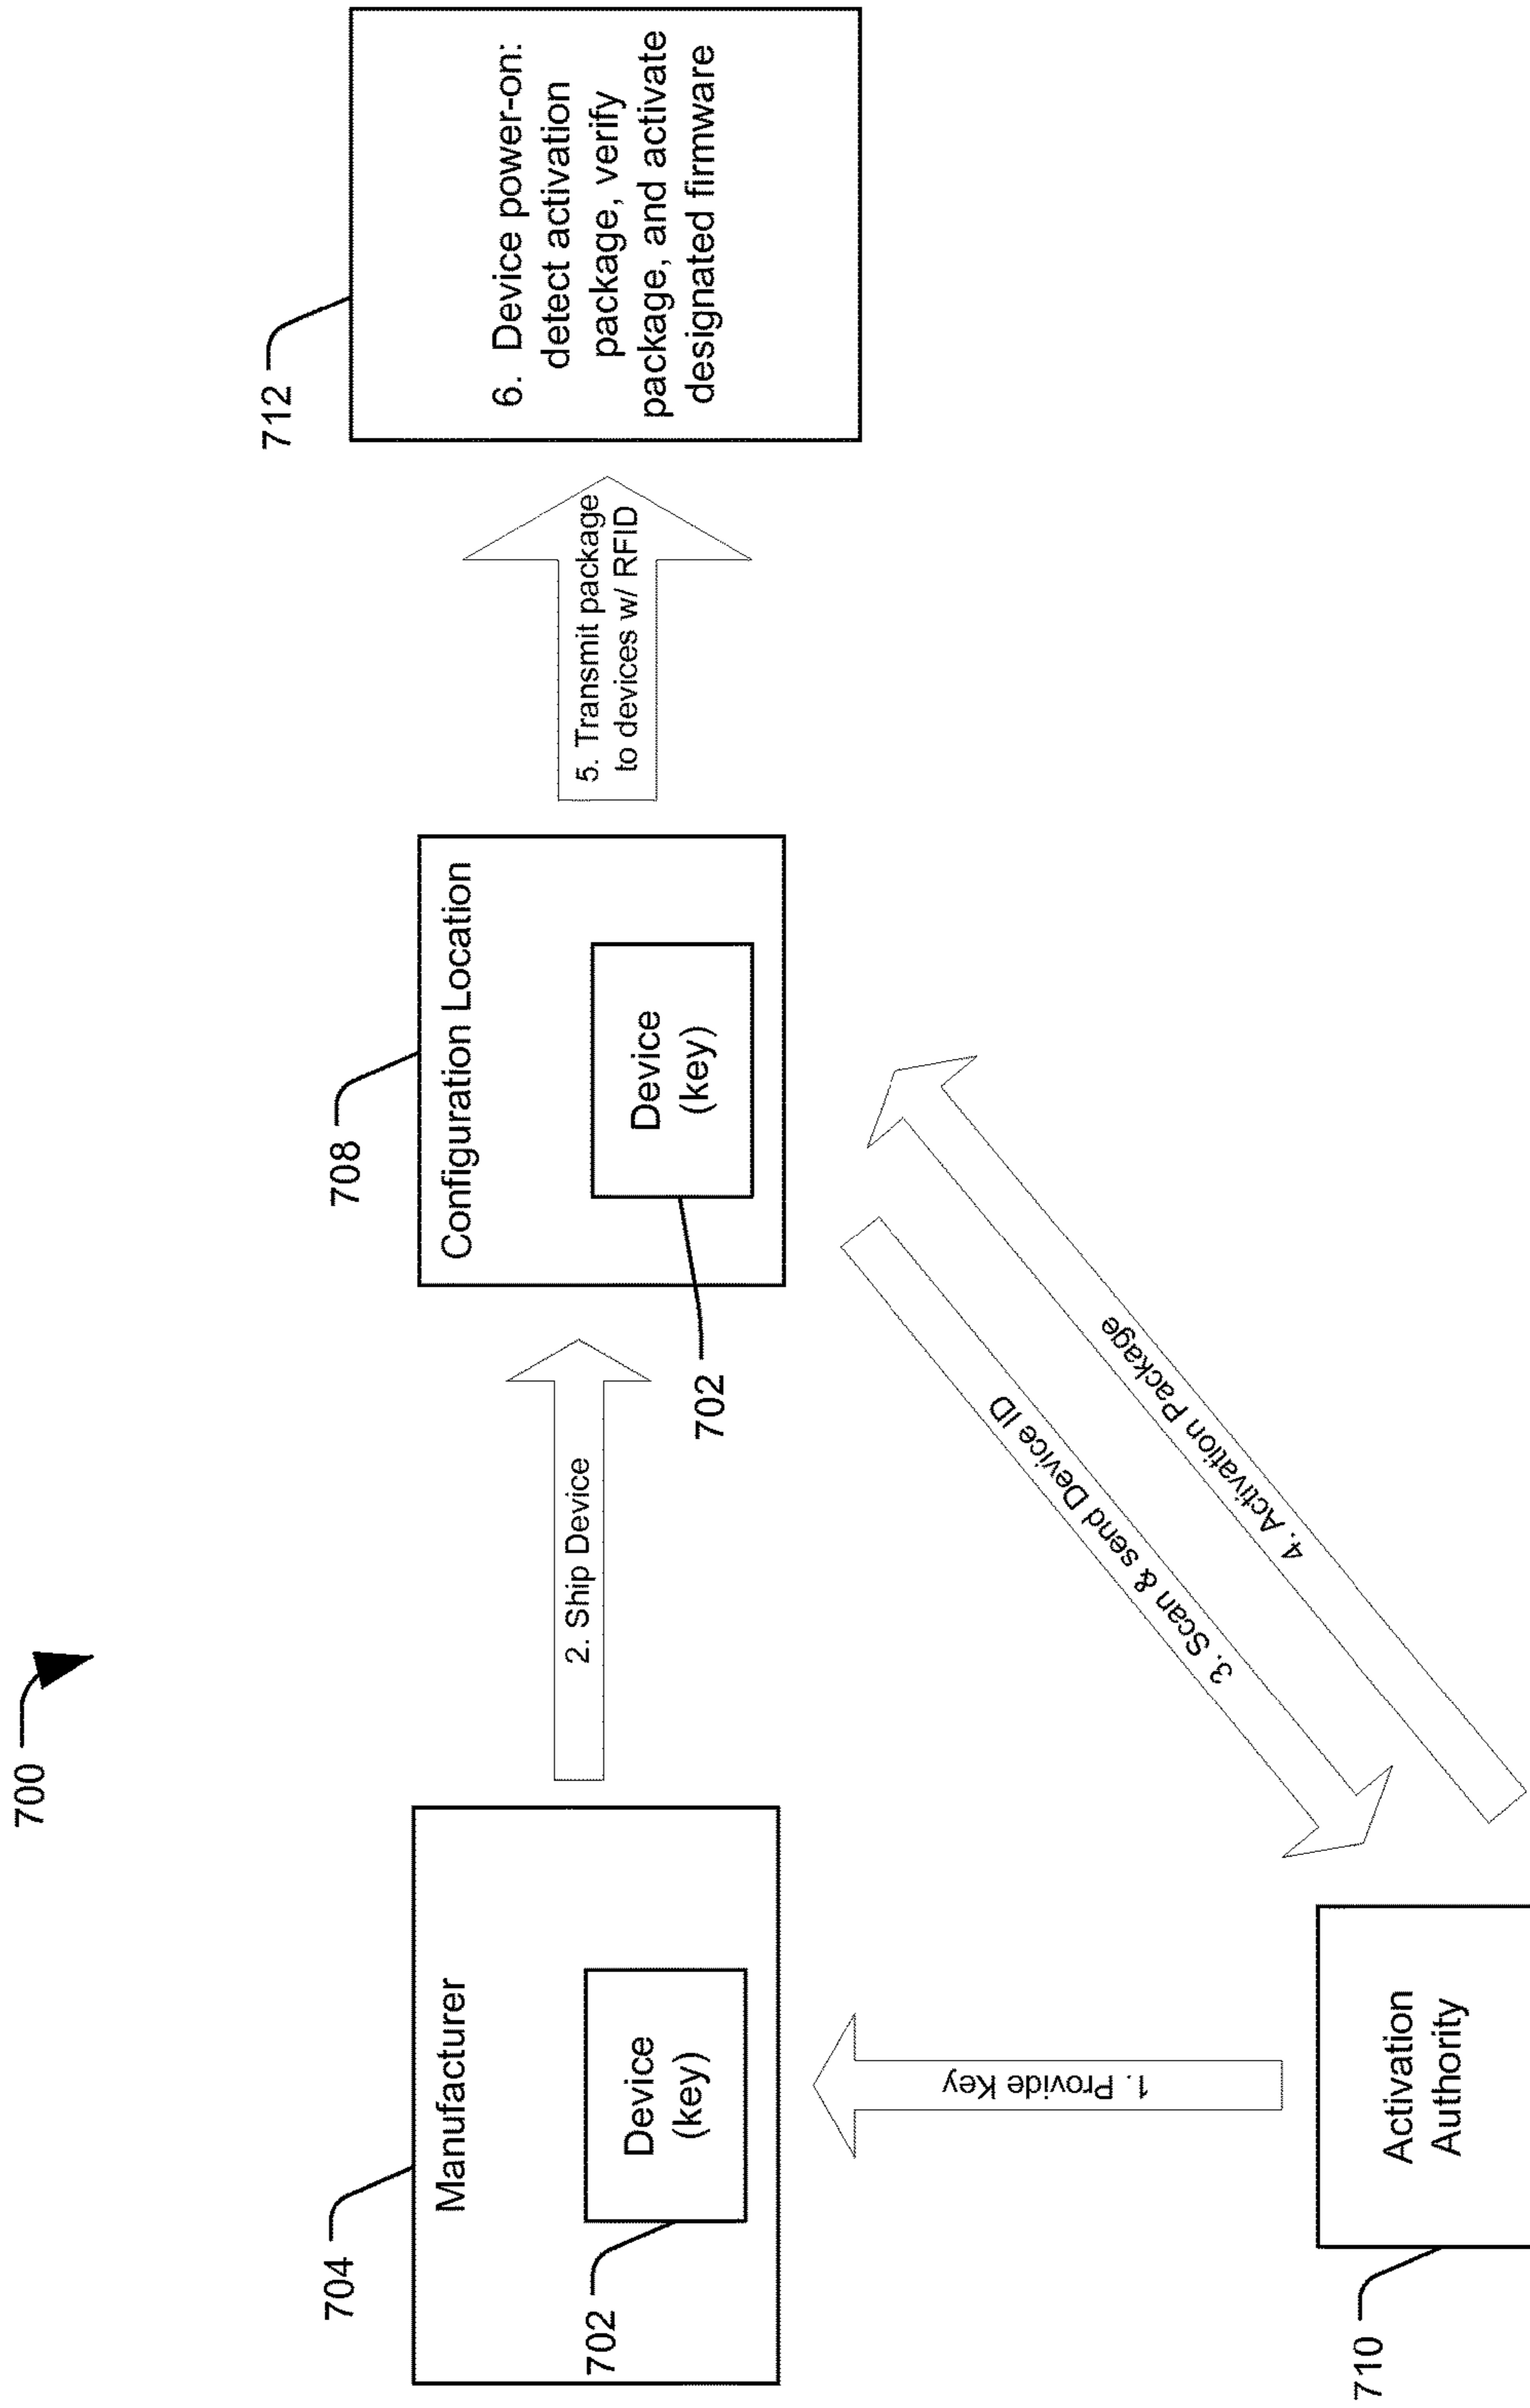 700
704
Manufacturer
Device
(key)
702
2. Ship Device
708
Configuration Location
Device
(key)
702
5. Transmit package
to devices w/ RFID
712
6. Device power-on:
detect activation
package, verify
package, and activate
designated firmware
1. Provide Key
3. Scan & send Device ID
4. Activation Package
710
Activation
Authority